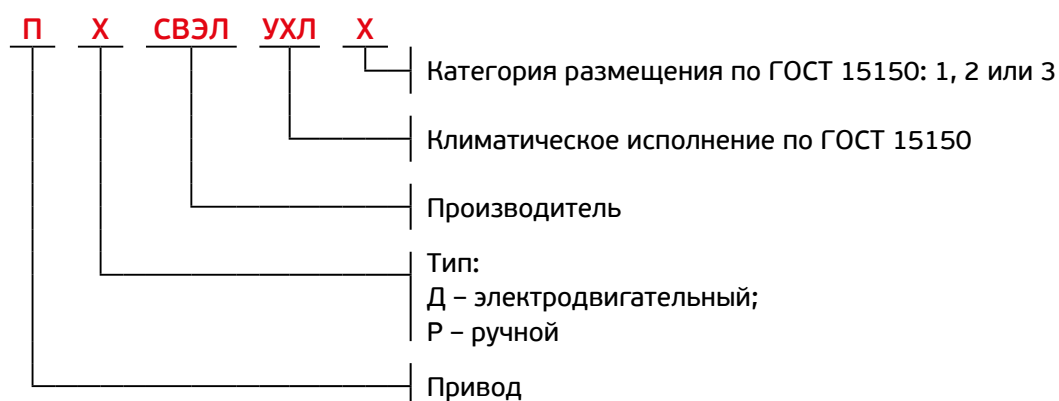 П Х СВЭЛ УХЛ Х
Категория размещения по ГОСТ 15150: 1, 2 или 3
Климатическое исполнение по ГОСТ 15150
Производитель
Тип:
Д – электродвигательный;
Р – ручной
Привод